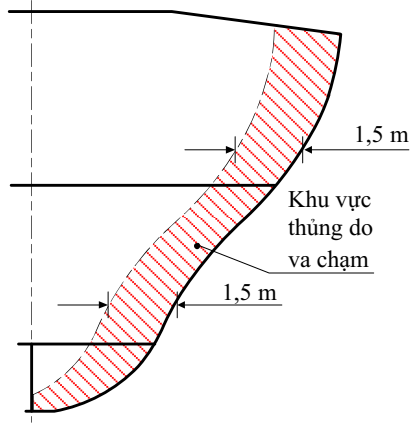 1,5 m
Khu vực
thủng do
va chạm
1,5 m